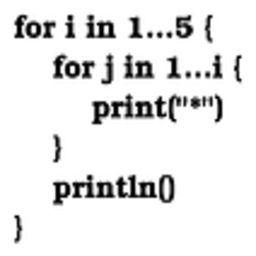 for i in 1...5 {
    for j in 1...i {
        print("*")
    }
    println()
}